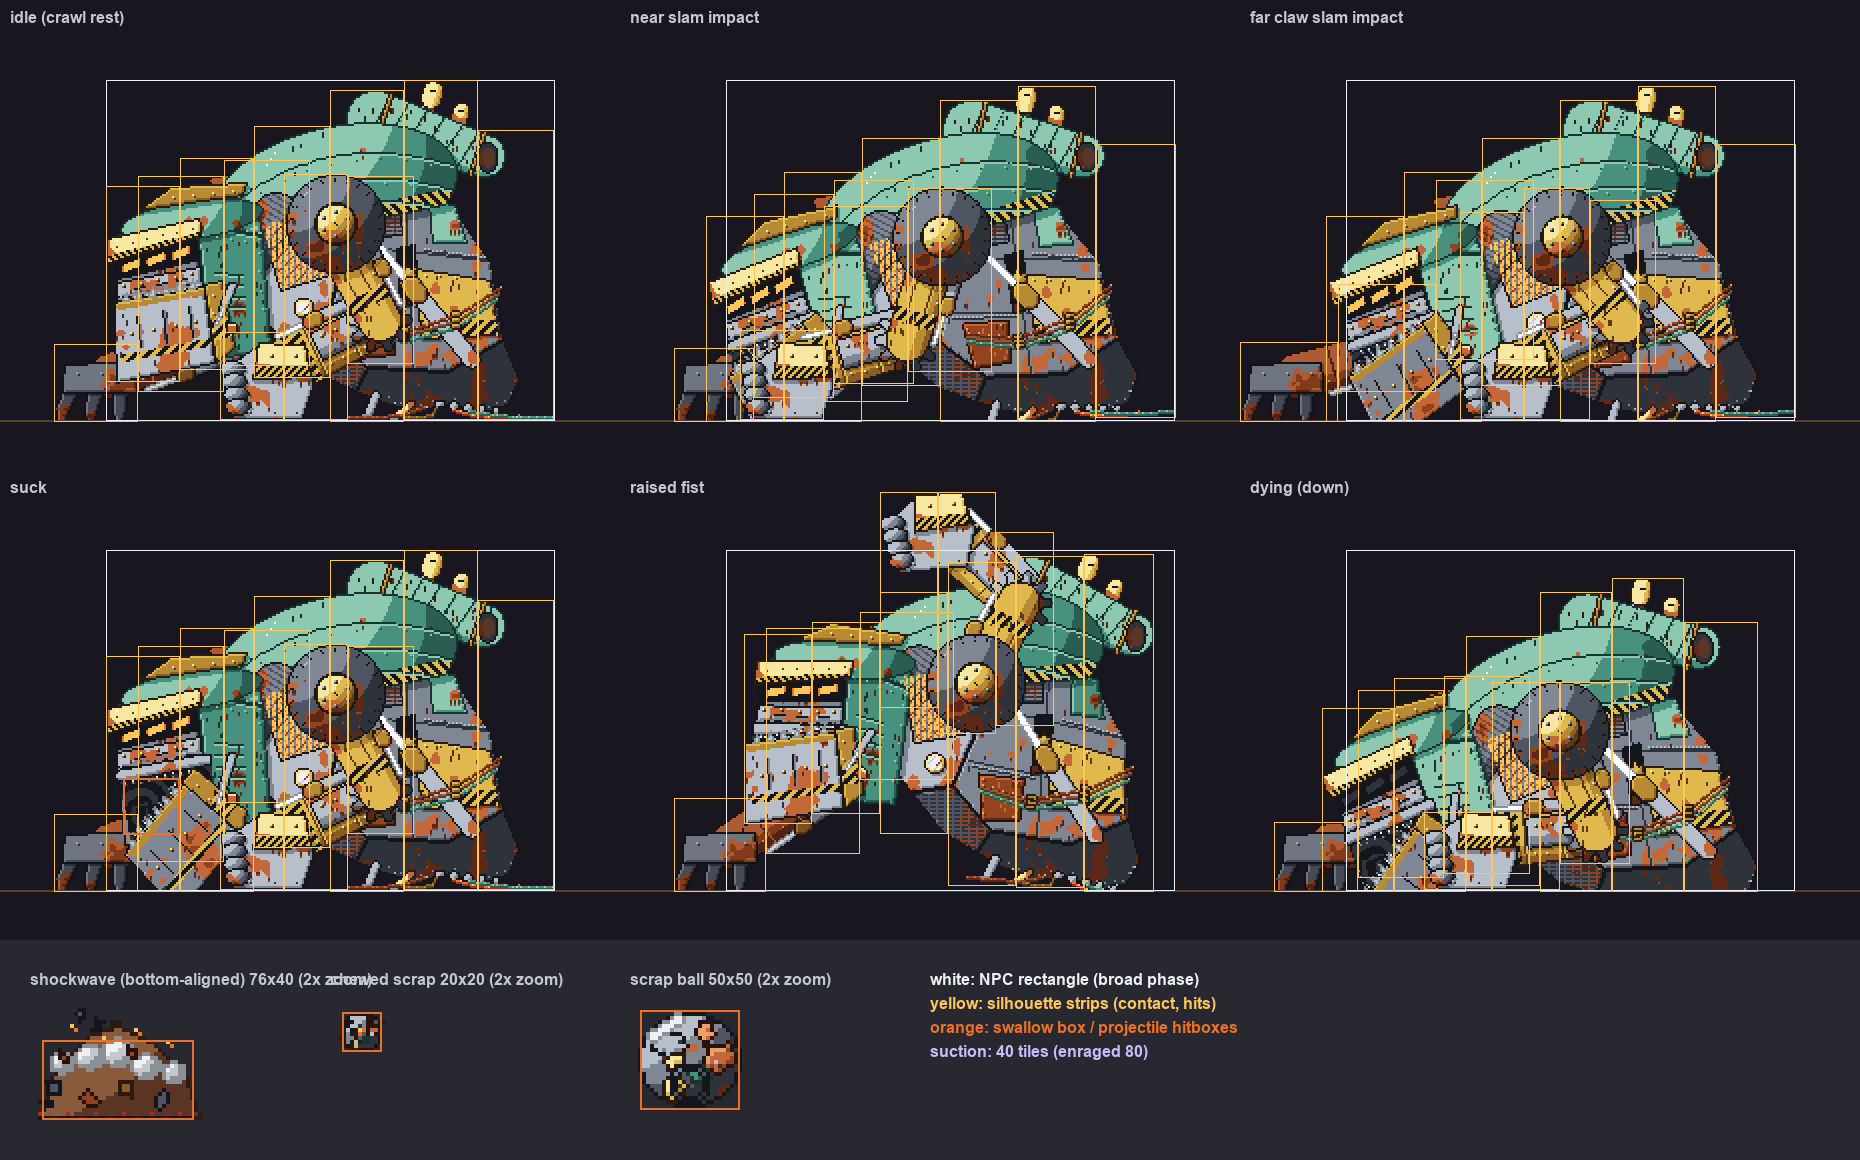 idle (crawl rest)
near slam impact
far claw slam impact
suck
raised fist
dying (down)
shockwave (bottom-aligned) 76x40 (2x zoom)
chewed scrap 20x20 (2x zoom)
scrap ball 50x50 (2x zoom)
white: NPC rectangle (broad phase)
yellow: silhouette strips (contact, hits)
orange: swallow box / projectile hitboxes
suction: 40 tiles (enraged 80)